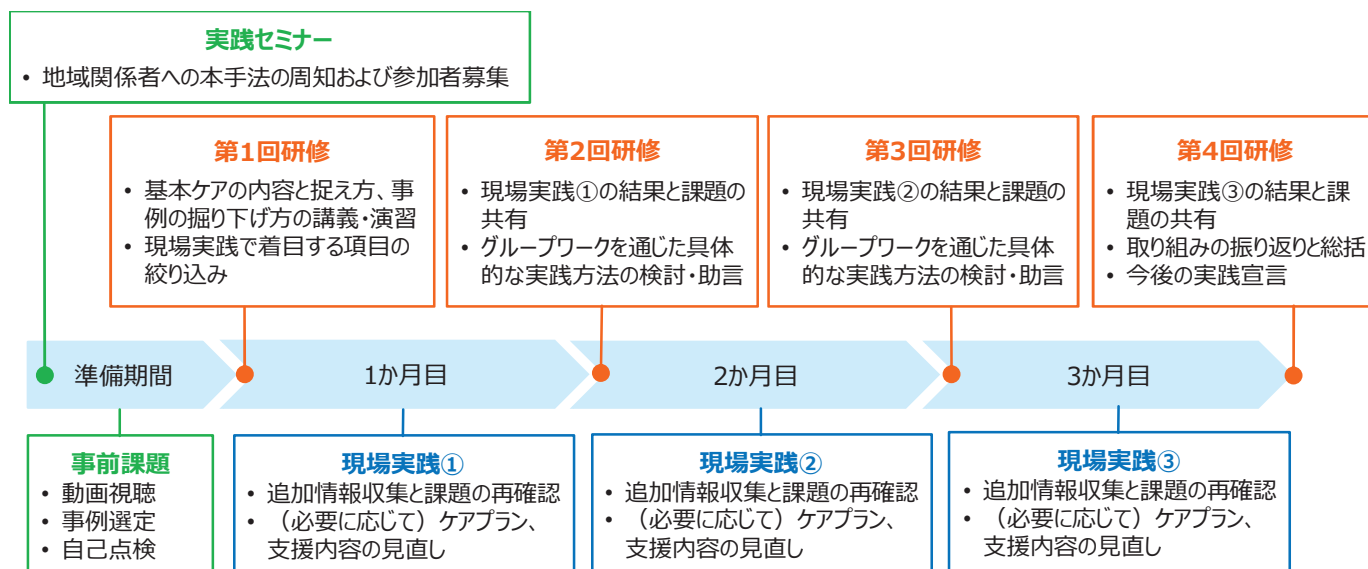 実践セミナー
• 地域関係者への本手法の周知および参加者募集
第1回研修
• 基本ケアの内容と捉え方、事
例の掘り下げ方の講義・演習
• 現場実践で着目する項目の
絞り込み
第2回研修
• 現場実践①の結果と課題の
共有
• グループワークを通じた具体
的な実践方法の検討・助言
第3回研修
• 現場実践②の結果と課題の
共有
• グループワークを通じた具体
的な実践方法の検討・助言
第4回研修
• 現場実践③の結果と課
題の共有
• 取り組みの振り返りと総括
• 今後の実践宣言
準備期間
1か月目
2か月目
3か月目
事前課題
• 動画視聴
• 事例選定
• 自己点検
現場実践①
• 追加情報収集と課題の再確認
• （必要に応じて）ケアプラン、
支援内容の見直し
現場実践②
• 追加情報収集と課題の再確認
• （必要に応じて）ケアプラン、
支援内容の見直し
現場実践③
• 追加情報収集と課題の再確認
• （必要に応じて）ケアプラン、
支援内容の見直し